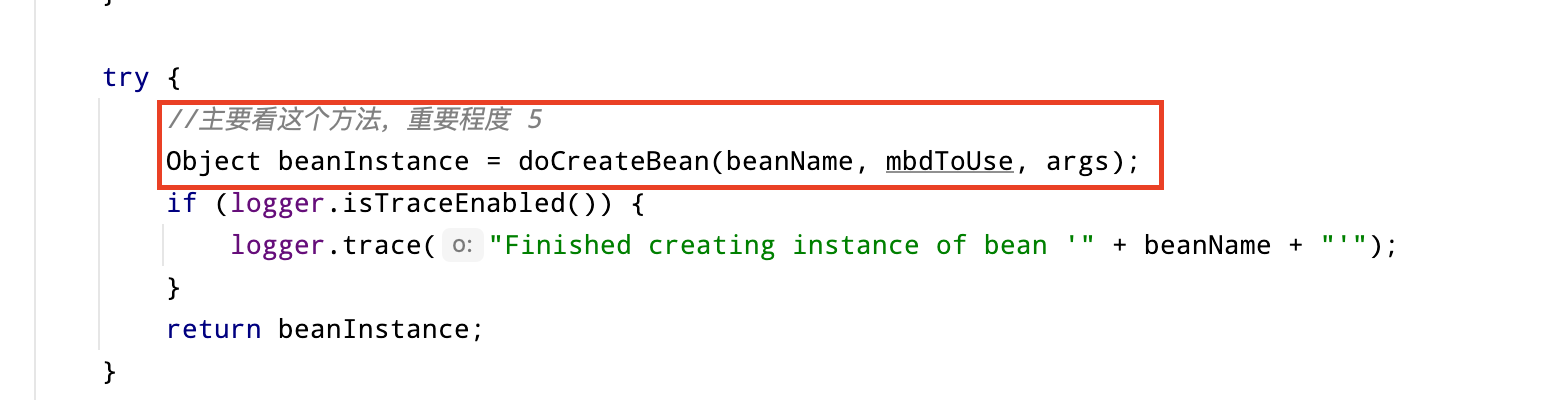 }
try {
//主要看这个方法，重要程度 5
Object beanInstance = doCreateBean(beanName, mbdToUse, args);
if (logger.isTraceEnabled()) {
logger.trace( o: "Finished creating instance of bean '" + beanName + "'");
}
return beanInstance;
}